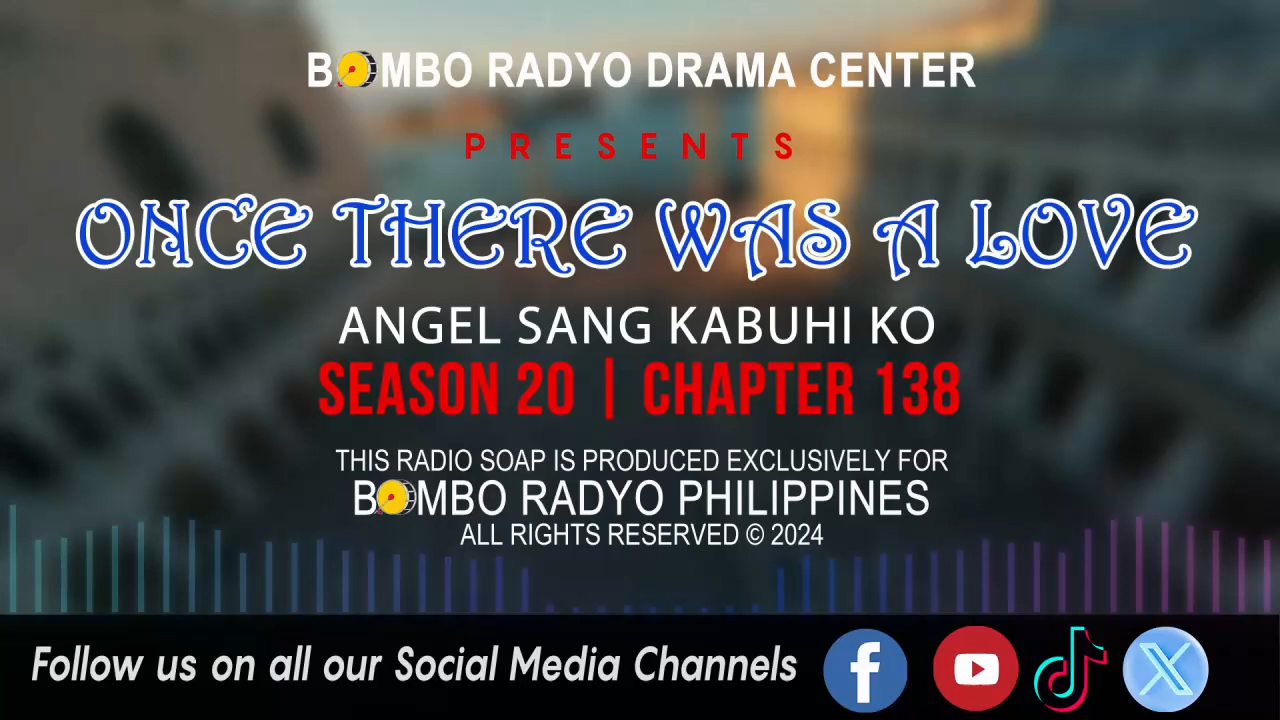 BOMBO RADYO DRAMA CENTER
PRESENTS
ONCE THERE WAS A LOVE
ANGEL SANG KABUHI KO
SEASON 20 | CHAPTER 138
THIS RADIO SOAP IS PRODUCED EXCLUSIVELY FOR
BOMBO RADYO PHILIPPINES
ALL RIGHTS RESERVED © 2024
Follow us on all our Social Media Channels